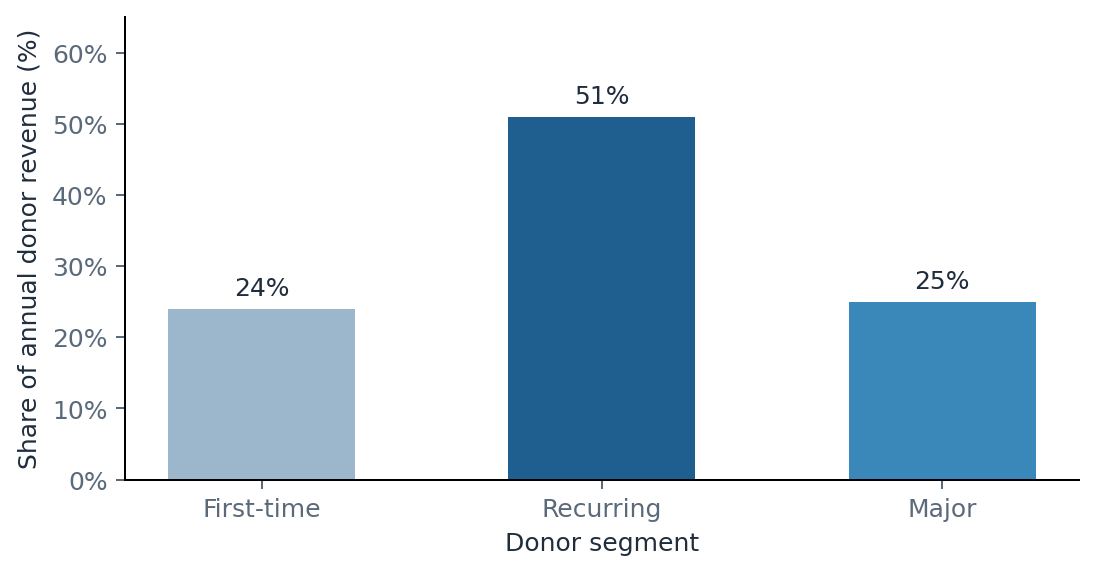 Share of annual donor revenue (%)
60%
50%
40%
30%
20%
10%
0%
24%
51%
25%
First-time
Recurring
Major
Donor segment